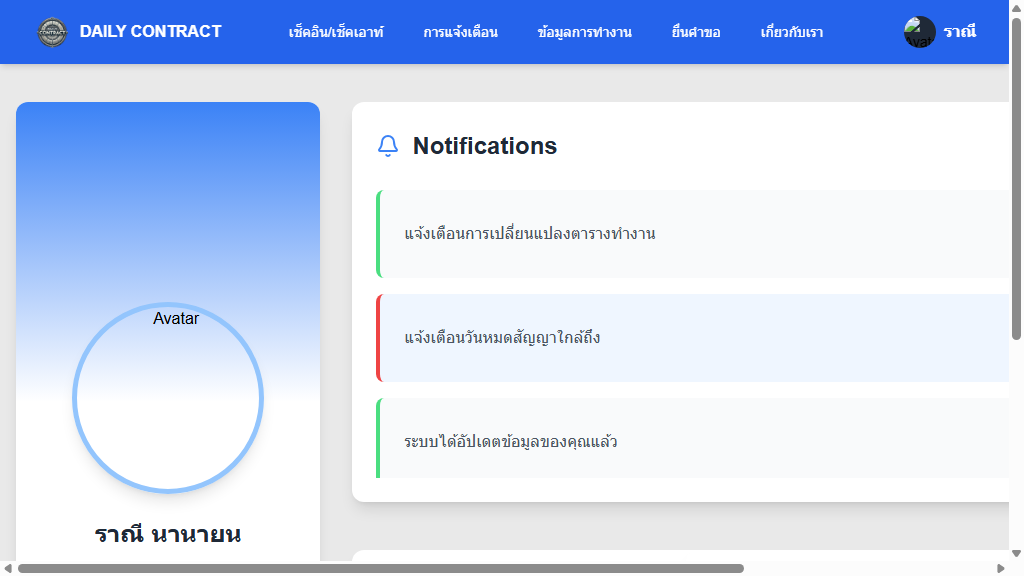 DAILY CONTRACT
เช็คอิน/เช็คเอาท์
การแจ้งเตือน
ข้อมูลการทำงาน
ยื่นคำขอ
เกี่ยวกับเรา
ราณี
Avatar
ราณี นานายน
Notifications
แจ้งเตือนการเปลี่ยนแปลงตารางทำงาน
แจ้งเตือนวันหมดสัญญาใกล้ถึง
ระบบได้อัปเดตข้อมูลของคุณแล้ว